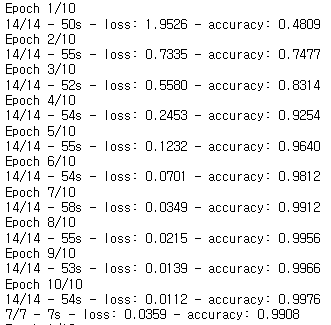 Epoch 1/10
14/14 - 50s - loss: 1.9526 - accuracy: 0.4809
Epoch 2/10
14/14 - 55s - loss: 0.7335 - accuracy: 0.7477
Epoch 3/10
14/14 - 52s - loss: 0.5580 - accuracy: 0.8314
Epoch 4/10
14/14 - 54s - loss: 0.2453 - accuracy: 0.9254
Epoch 5/10
14/14 - 55s - loss: 0.1232 - accuracy: 0.9640
Epoch 6/10
14/14 - 54s - loss: 0.0701 - accuracy: 0.9812
Epoch 7/10
14/14 - 58s - loss: 0.0349 - accuracy: 0.9912
Epoch 8/10
14/14 - 55s - loss: 0.0215 - accuracy: 0.9956
Epoch 9/10
14/14 - 53s - loss: 0.0139 - accuracy: 0.9966
Epoch 10/10
14/14 - 54s - loss: 0.0112 - accuracy: 0.9976
7/7 - 7s - loss: 0.0359 - accuracy: 0.9908